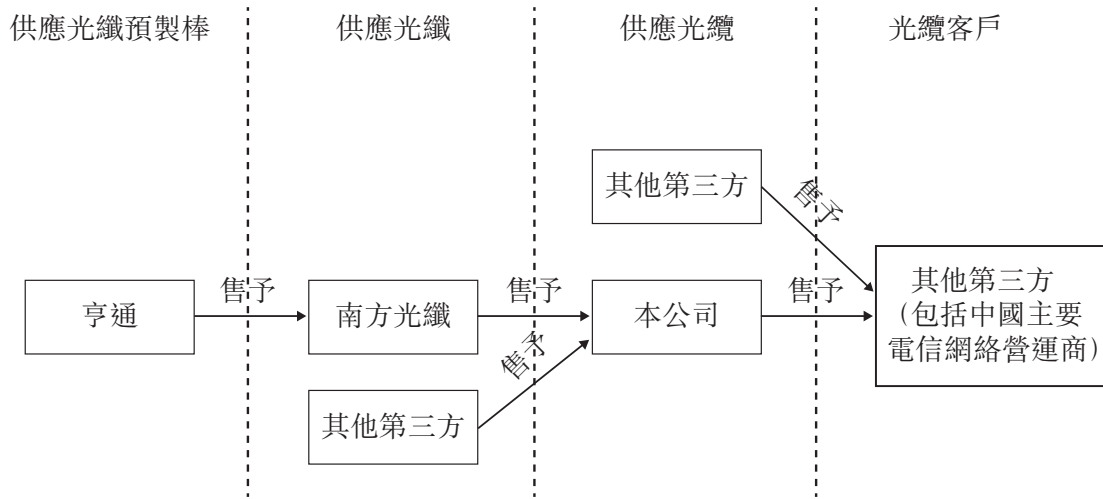 供應光纖預製棒
供應光纖
供應光纜
光纜客戶
其他第三方
售予
亨通
售予
南方光纖
售予
本公司
售予
其他第三方
(包括中國主要
電信網絡營運商)
售予
其他第三方